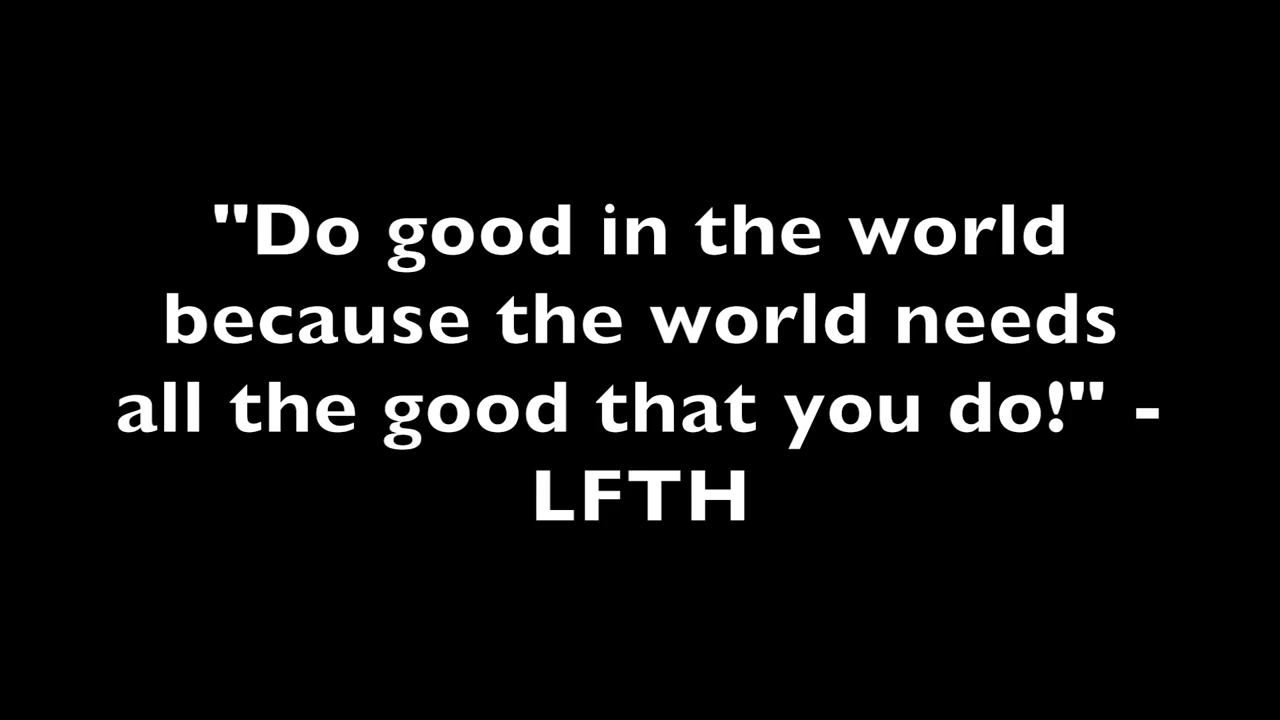 "Do good in the world
because the world needs
all the good that you do!" -
LFTH